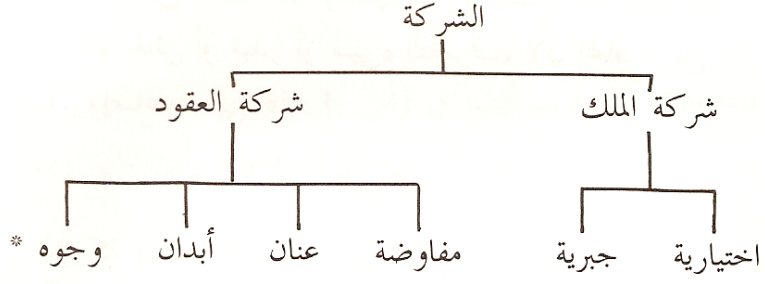 الشركة
شركة الملك شركة العقود
اختيارية جبرية مفاوضة عنان أبدان وجوه *